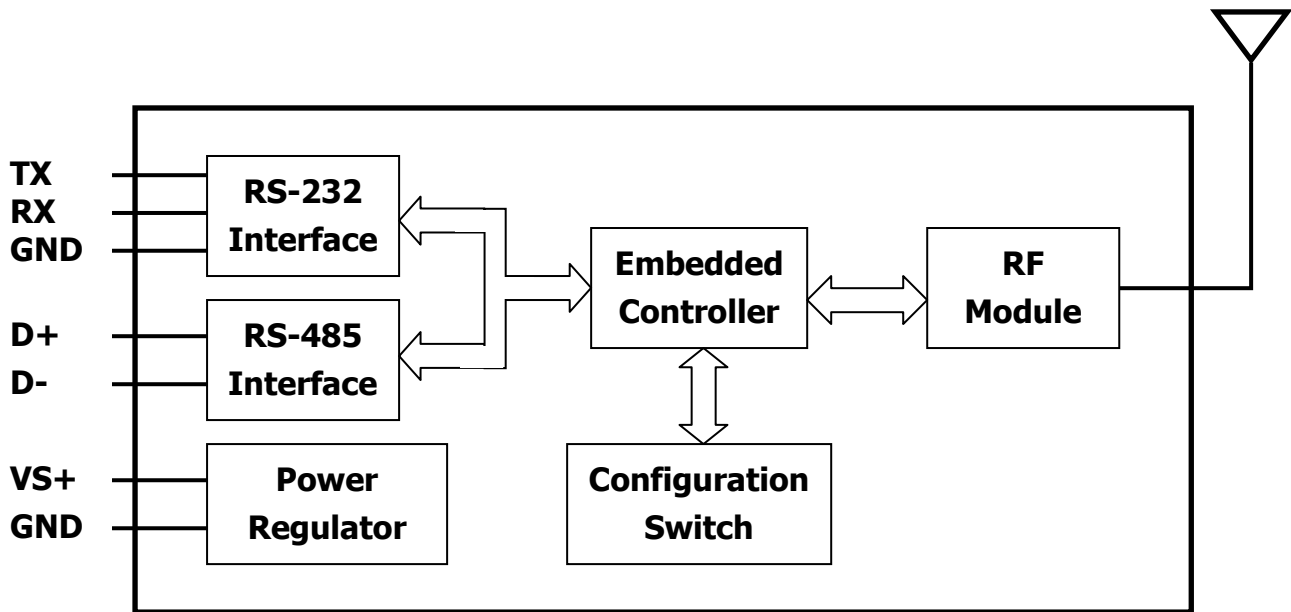 TX
RX
GND
RS-232
Interface
D+
D-
RS-485
Interface
VS+
GND
Power
Regulator
Embedded
Controller
Configuration
Switch
RF
Module